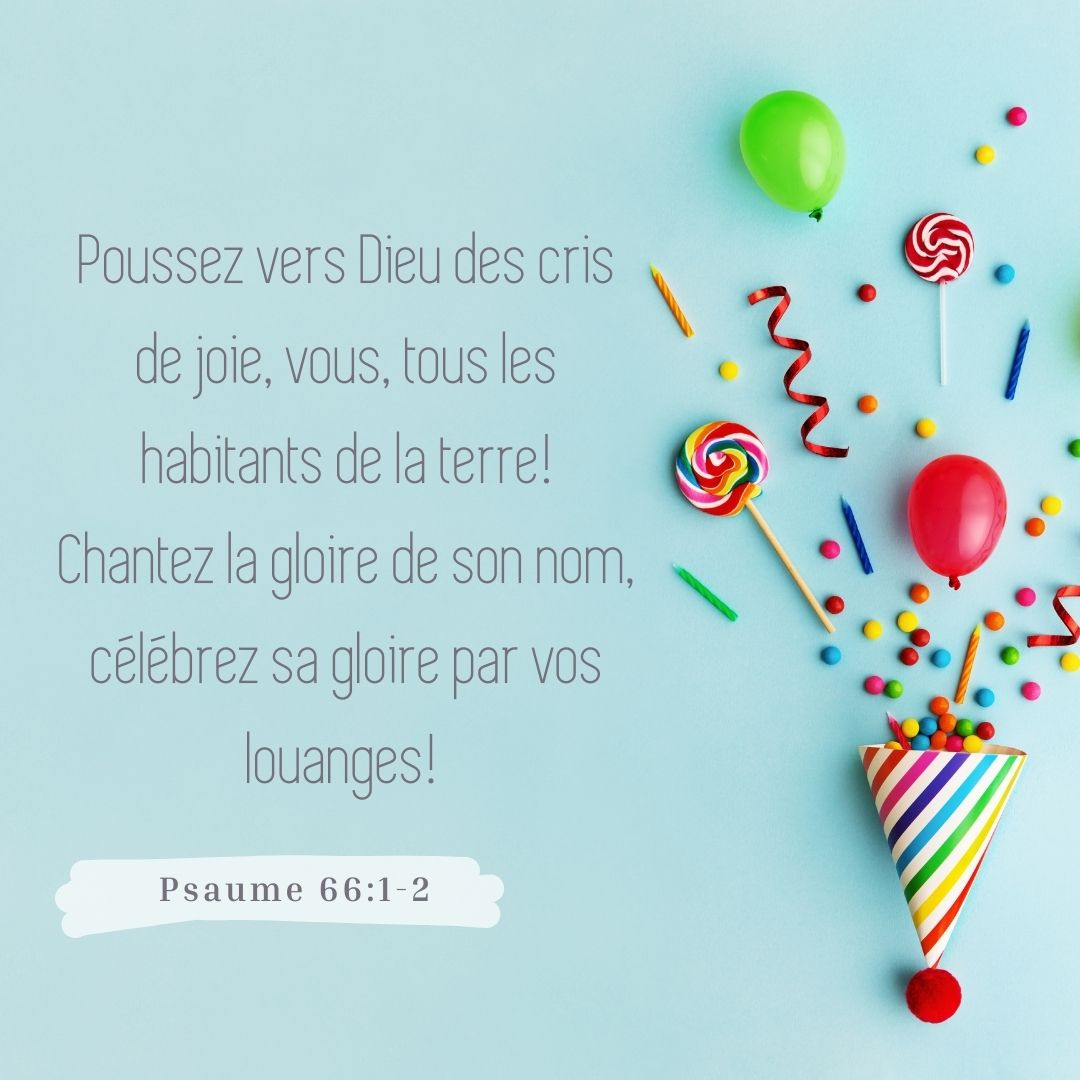 Poussez vers Dieu des cris
de joie, vous, tous les
habitants de la terre!
Chantez la gloire de son nom,
célébrez sa gloire par vos
louanges!
Psaume 66:1-2